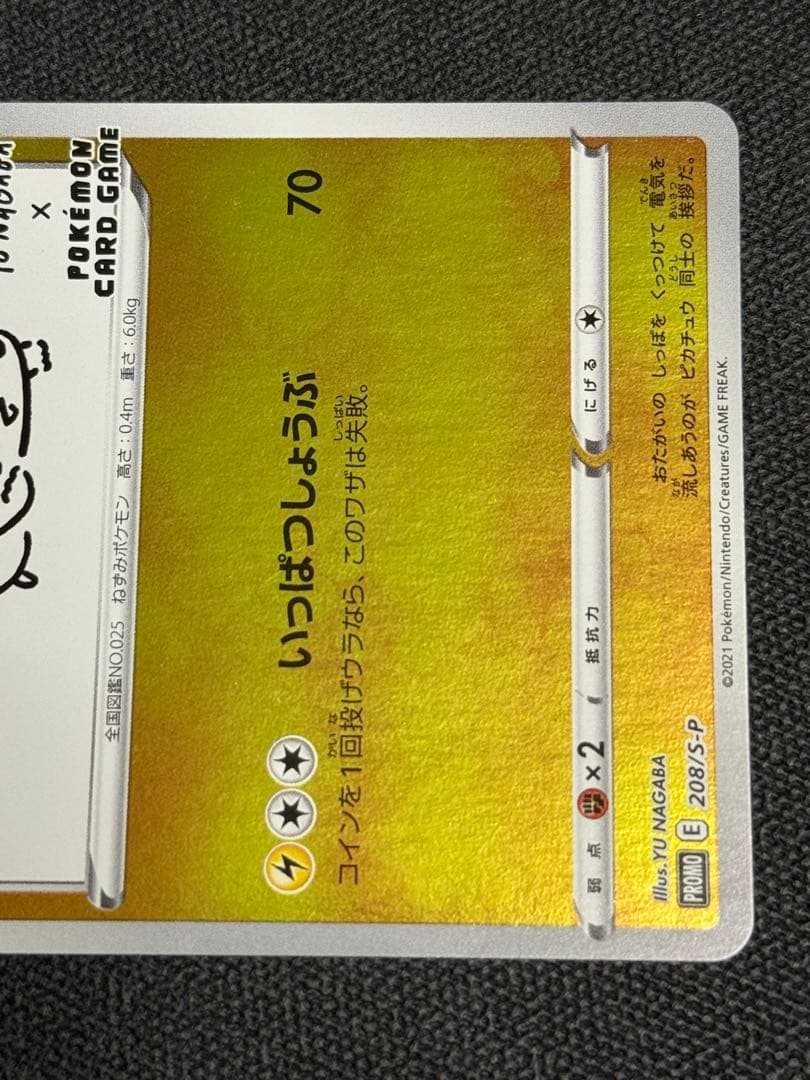 YU NAGABA
×
POKÉMON
CARD GAME
全国図鑑NO.025 ねずみポケモン 高さ:0.4m 重さ:6.0kg
いっぱつしょうぶ 70
コインを1回投げウラなら、このワザは失敗。
弱点 ×2 抵抗力 にげる
おたがいの しっぽを くっつけて 電気を
流しあうのが ピカチュウ 同士の 挨拶だ。
Illus. YU NAGABA
PROMO E 208/S-P
©2021 Pokémon/Nintendo/Creatures/GAME FREAK.